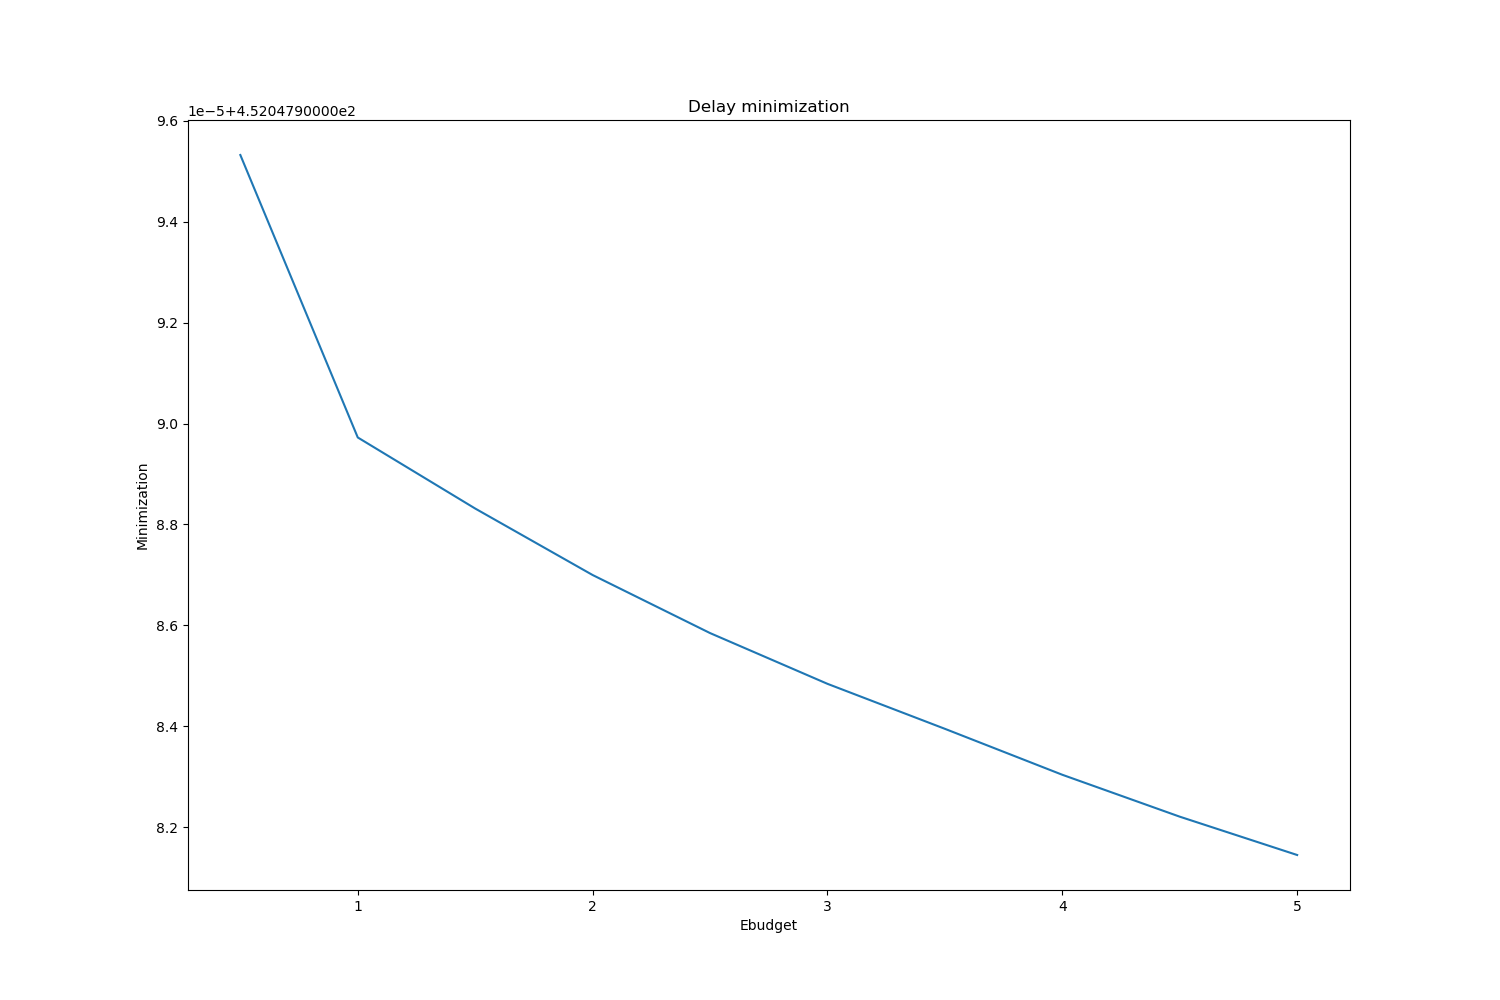 Delay minimization
1e−5+4.5204790000e2
9.6
9.4
9.2
9.0
8.8
8.6
8.4
8.2
Minimization
1 2 3 4 5
Ebudget